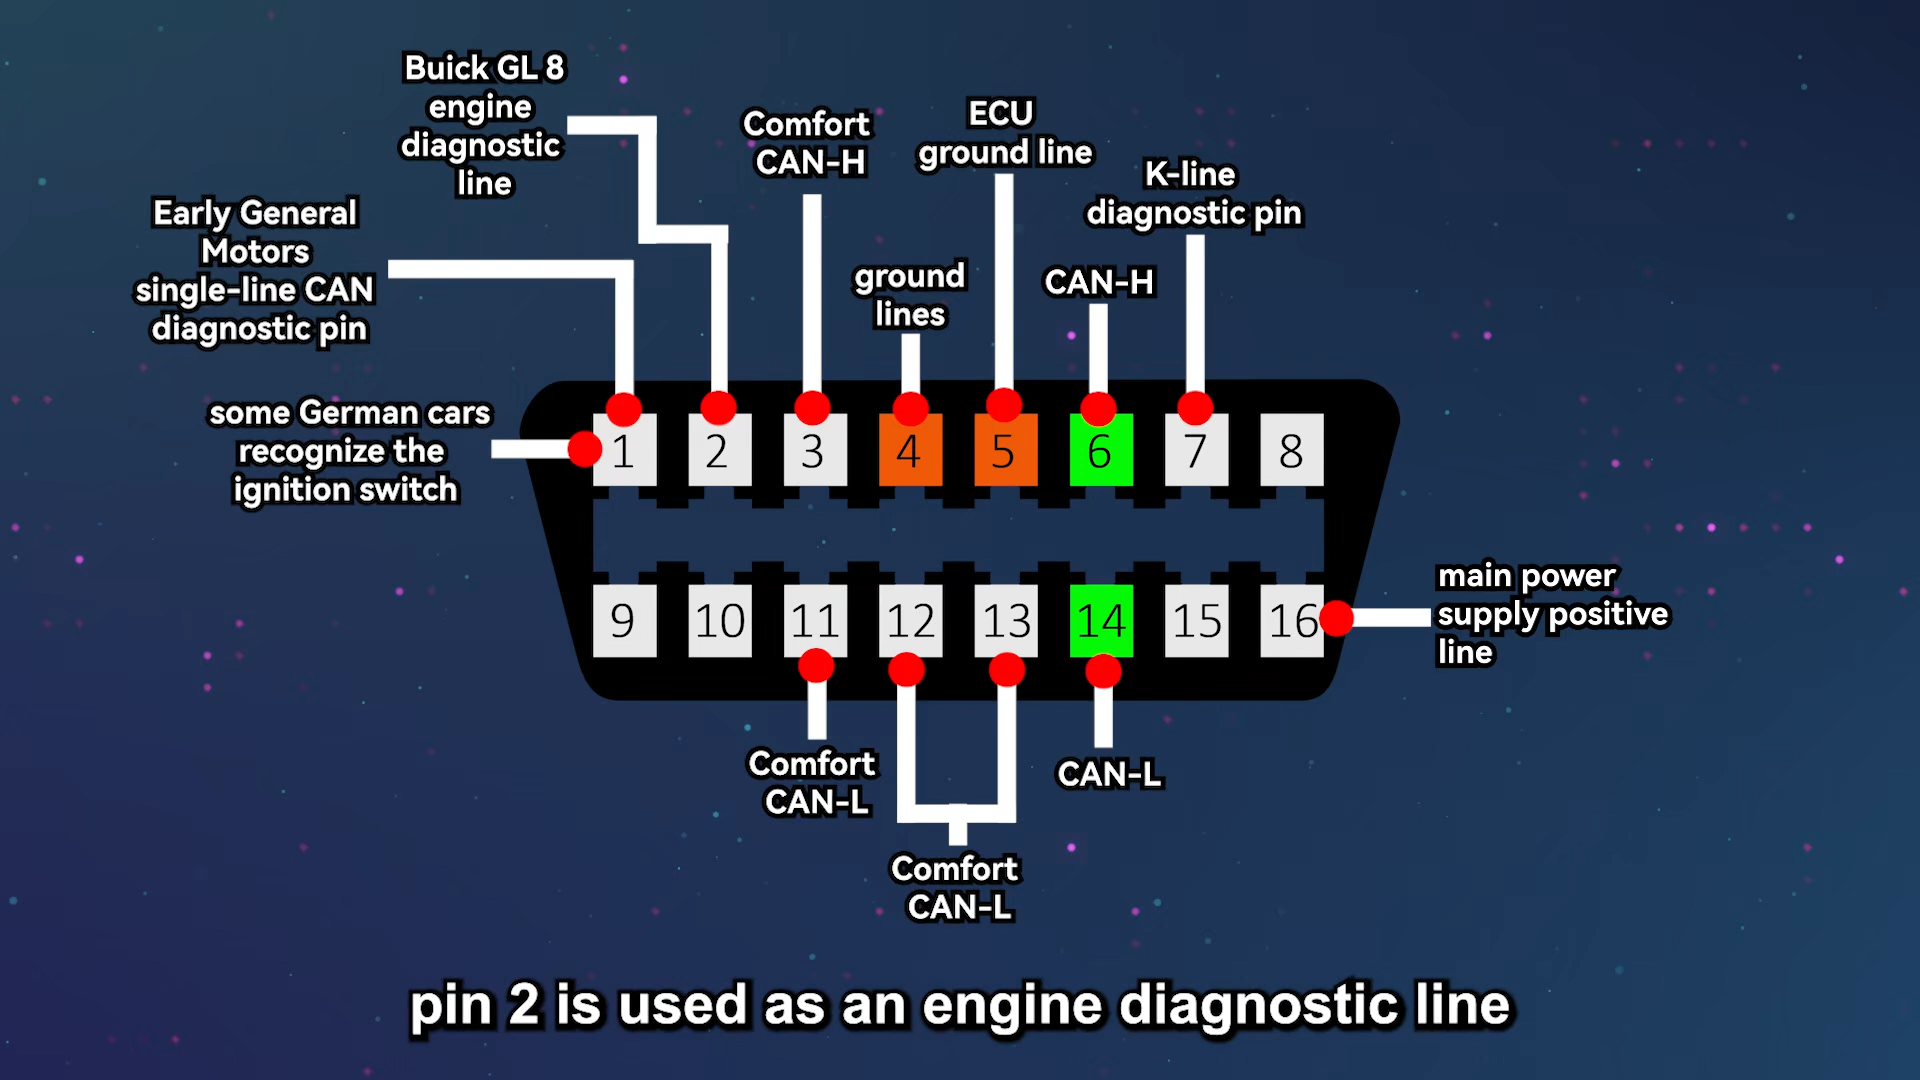 Buick GL 8
engine
diagnostic
line
Comfort
CAN-H
ECU
ground line
K-line
diagnostic pin
Early General
Motors
single-line CAN
diagnostic pin
ground
lines
CAN-H
some German cars
recognize the
ignition switch
1 2 3 4 5 6 7 8
9 10 11 12 13 14 15 16
main power
supply positive
line
Comfort
CAN-L
CAN-L
Comfort
CAN-L
pin 2 is used as an engine diagnostic line